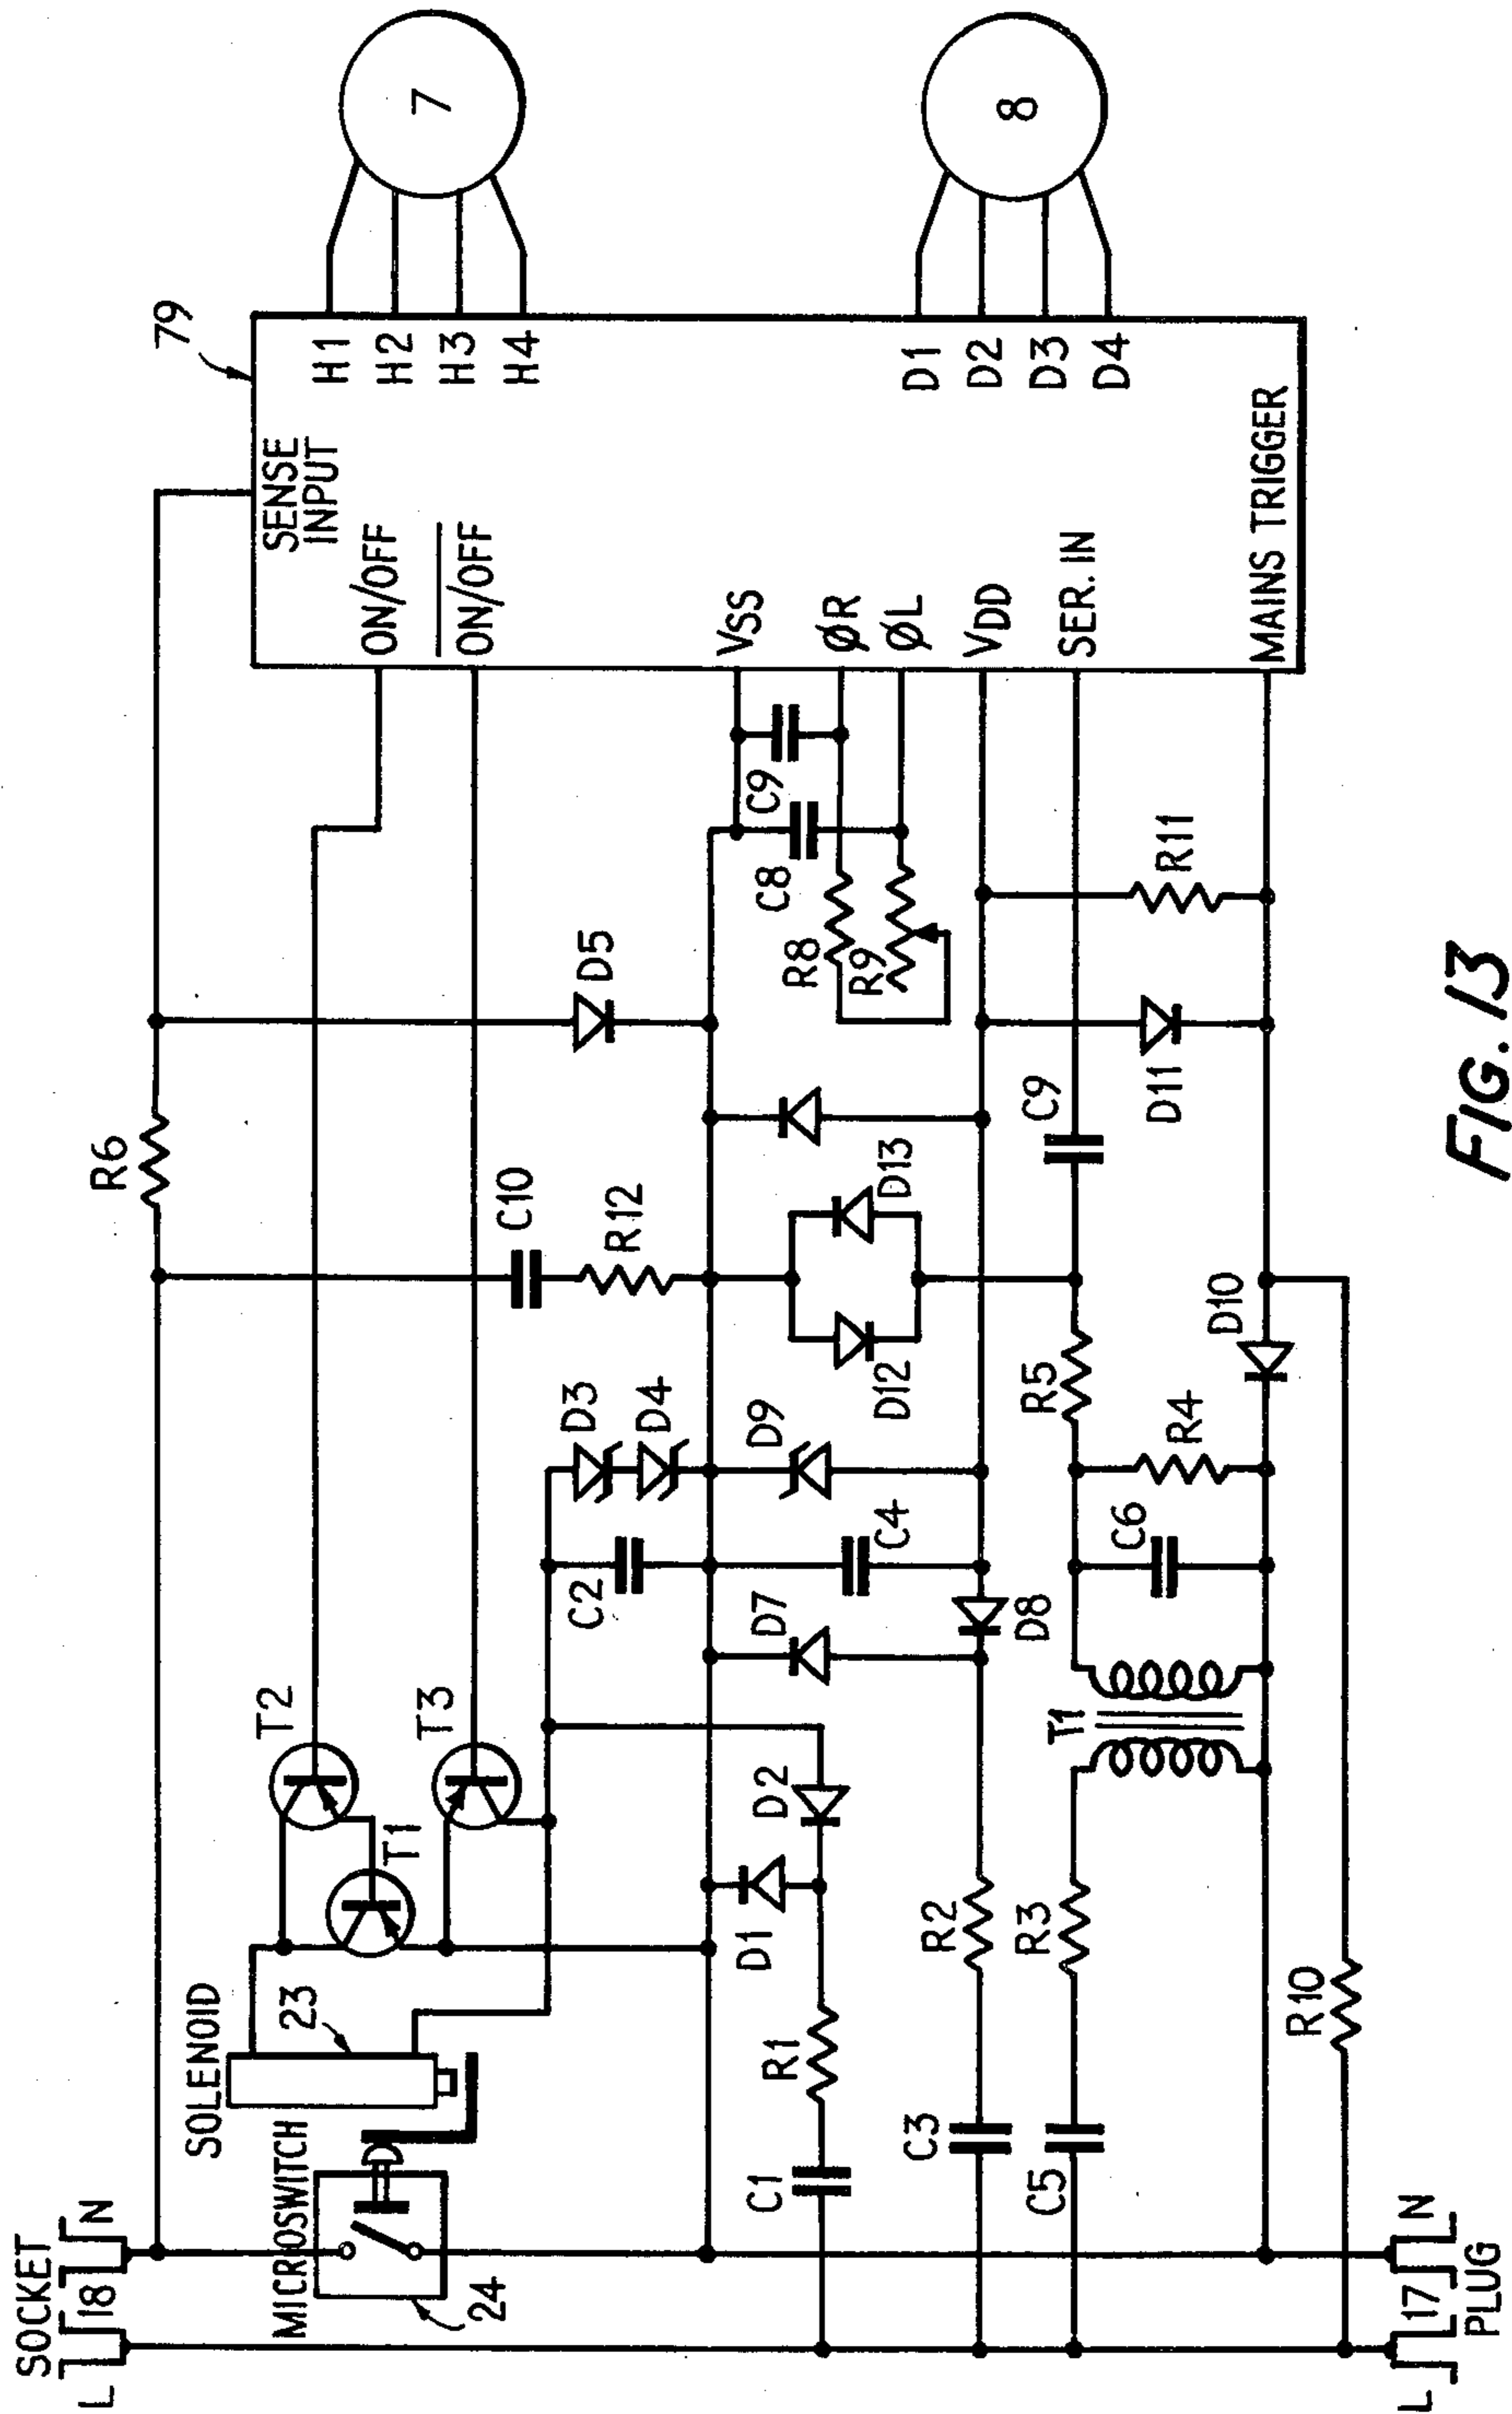 SOCKET
L
18
N
MICROSWITCH
24
SOLENOID
23
T1
T2
T3
R6
79
SENSE
INPUT
ON/OFF
ON/OFF
VSS
ØR
ØL
VDD
SER. IN
MAINS TRIGGER
H1
H2
H3
H4
7
D1
D2
D3
D4
8
C10
R12
D5
C2
D3
D4
C9
C8
R8
R9
D1
D2
D7
C4
D9
D12
D13
C1
R1
C3
R2
D8
C5
R3
T1
C6
R4
R5
C9
D10
D11
R11
R10
L
17
N
PLUG
FIG. 13